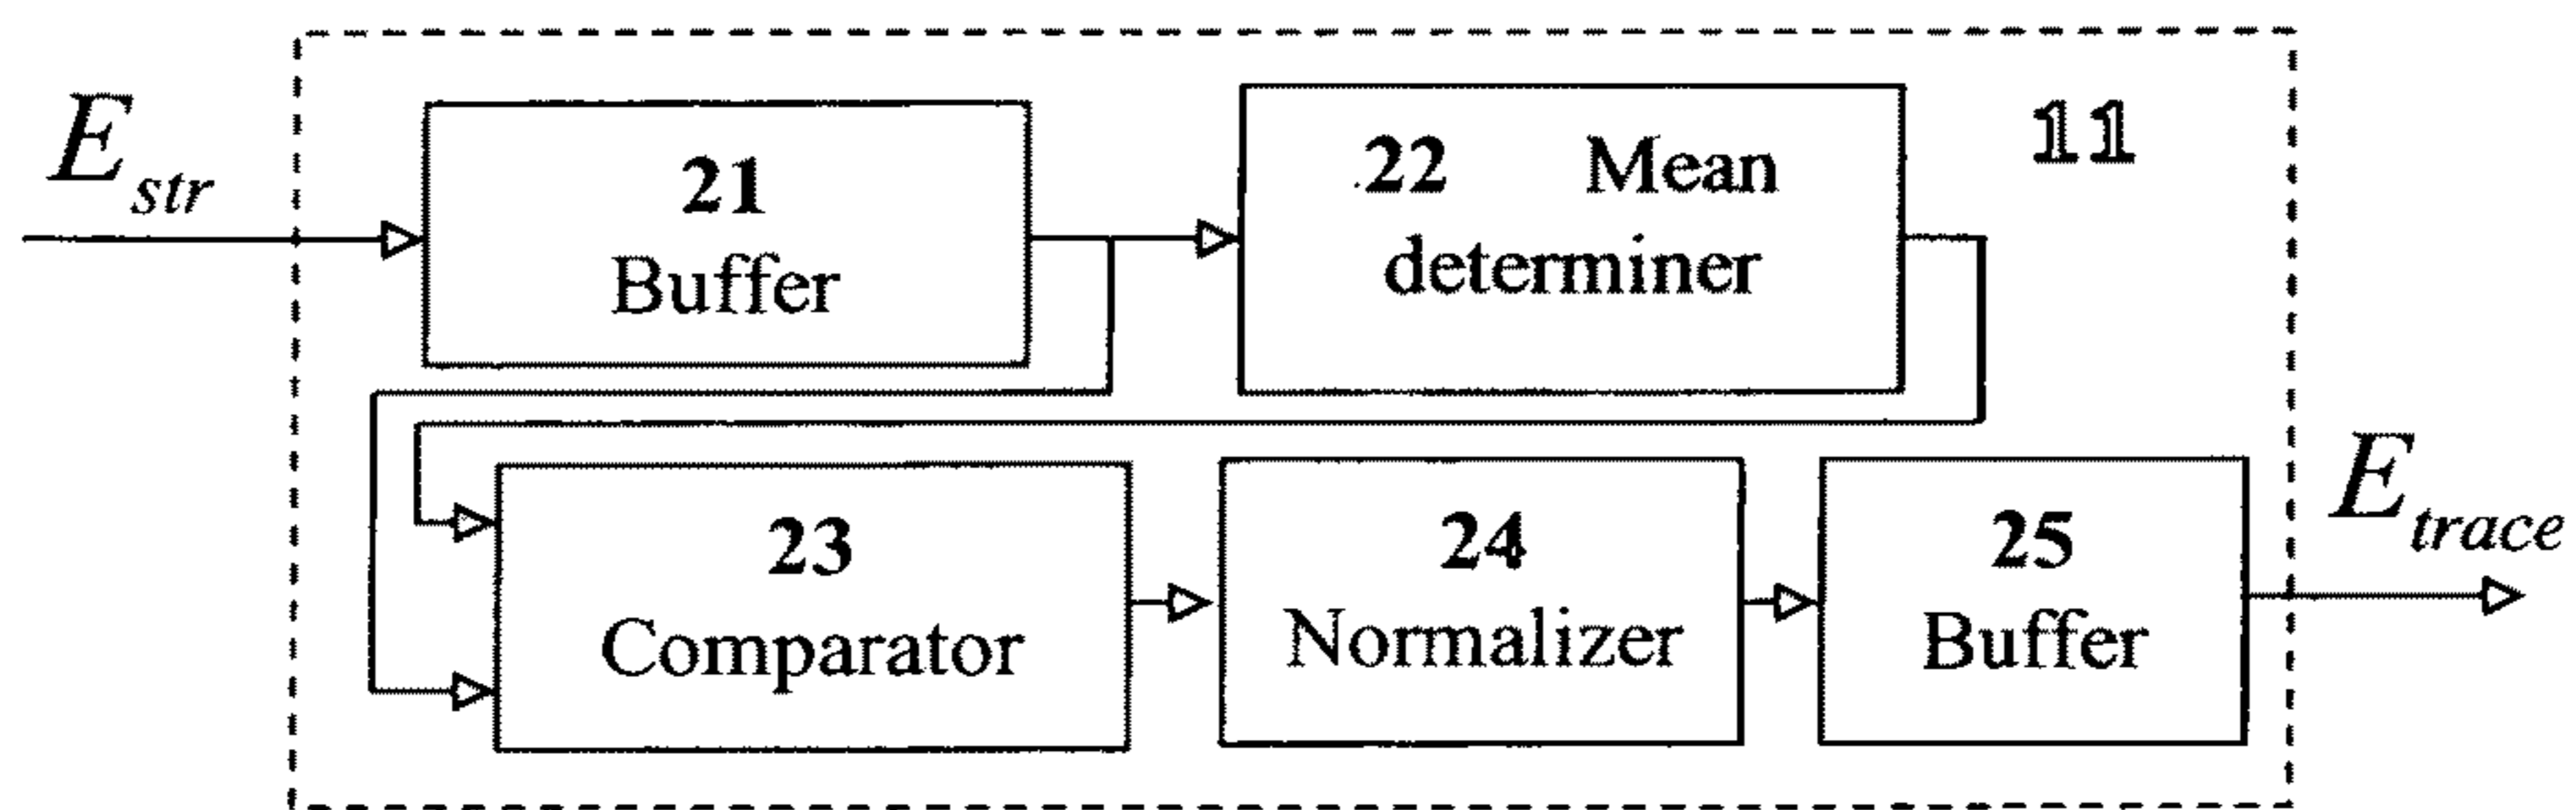 E_str
21
Buffer
22 Mean
determiner
11
23
Comparator
24
Normalizer
25
Buffer
E_trace